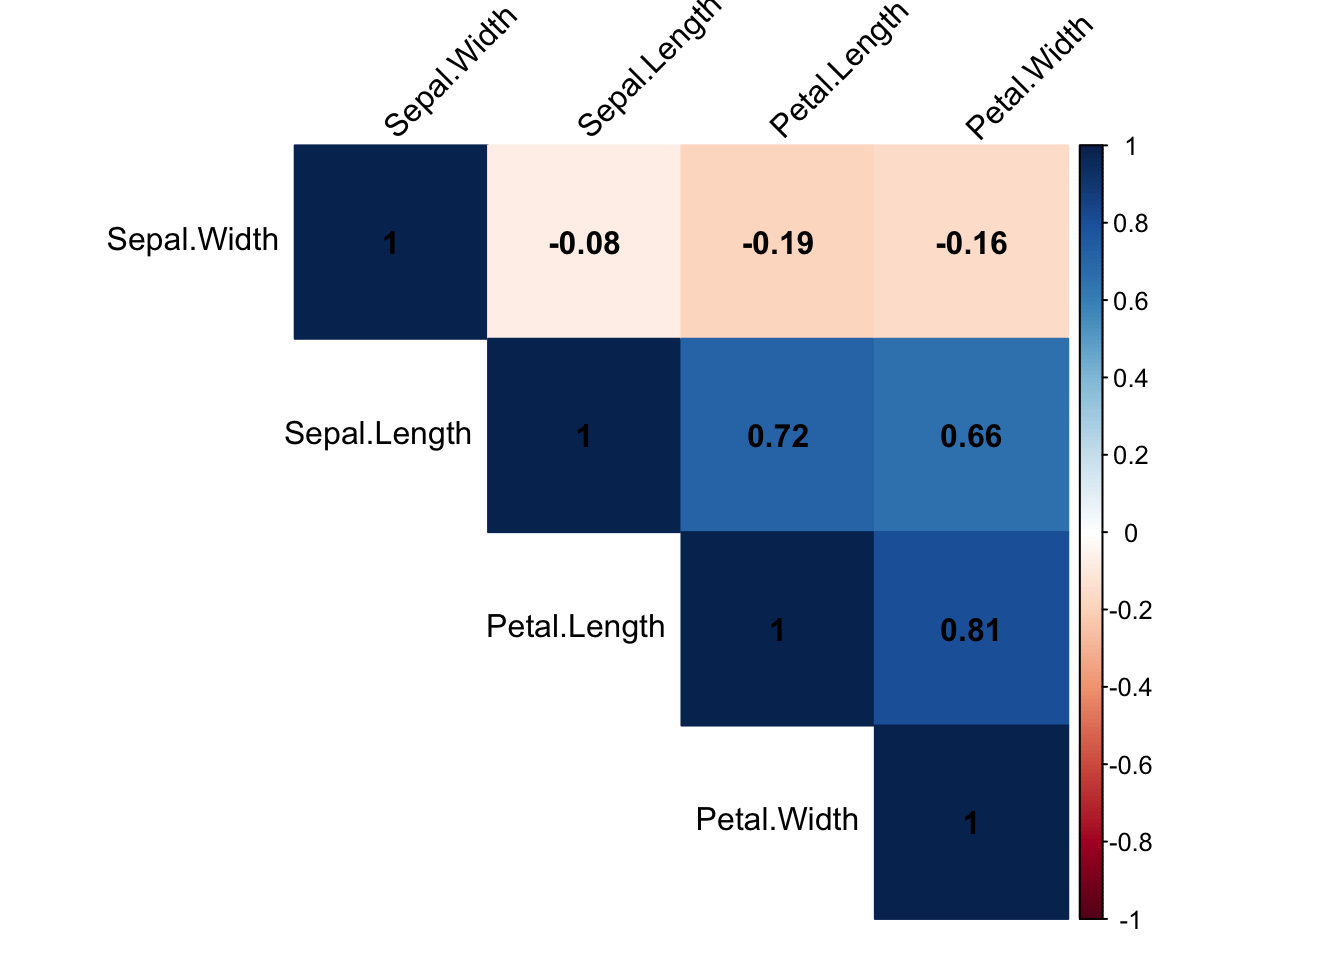 Sepal.Width
Sepal.Length
Petal.Length
Petal.Width
Sepal.Width 1 -0.08 -0.19 -0.16
Sepal.Length 1 0.72 0.66
Petal.Length 1 0.81
Petal.Width 1
1
0.8
0.6
0.4
0.2
0
-0.2
-0.4
-0.6
-0.8
-1